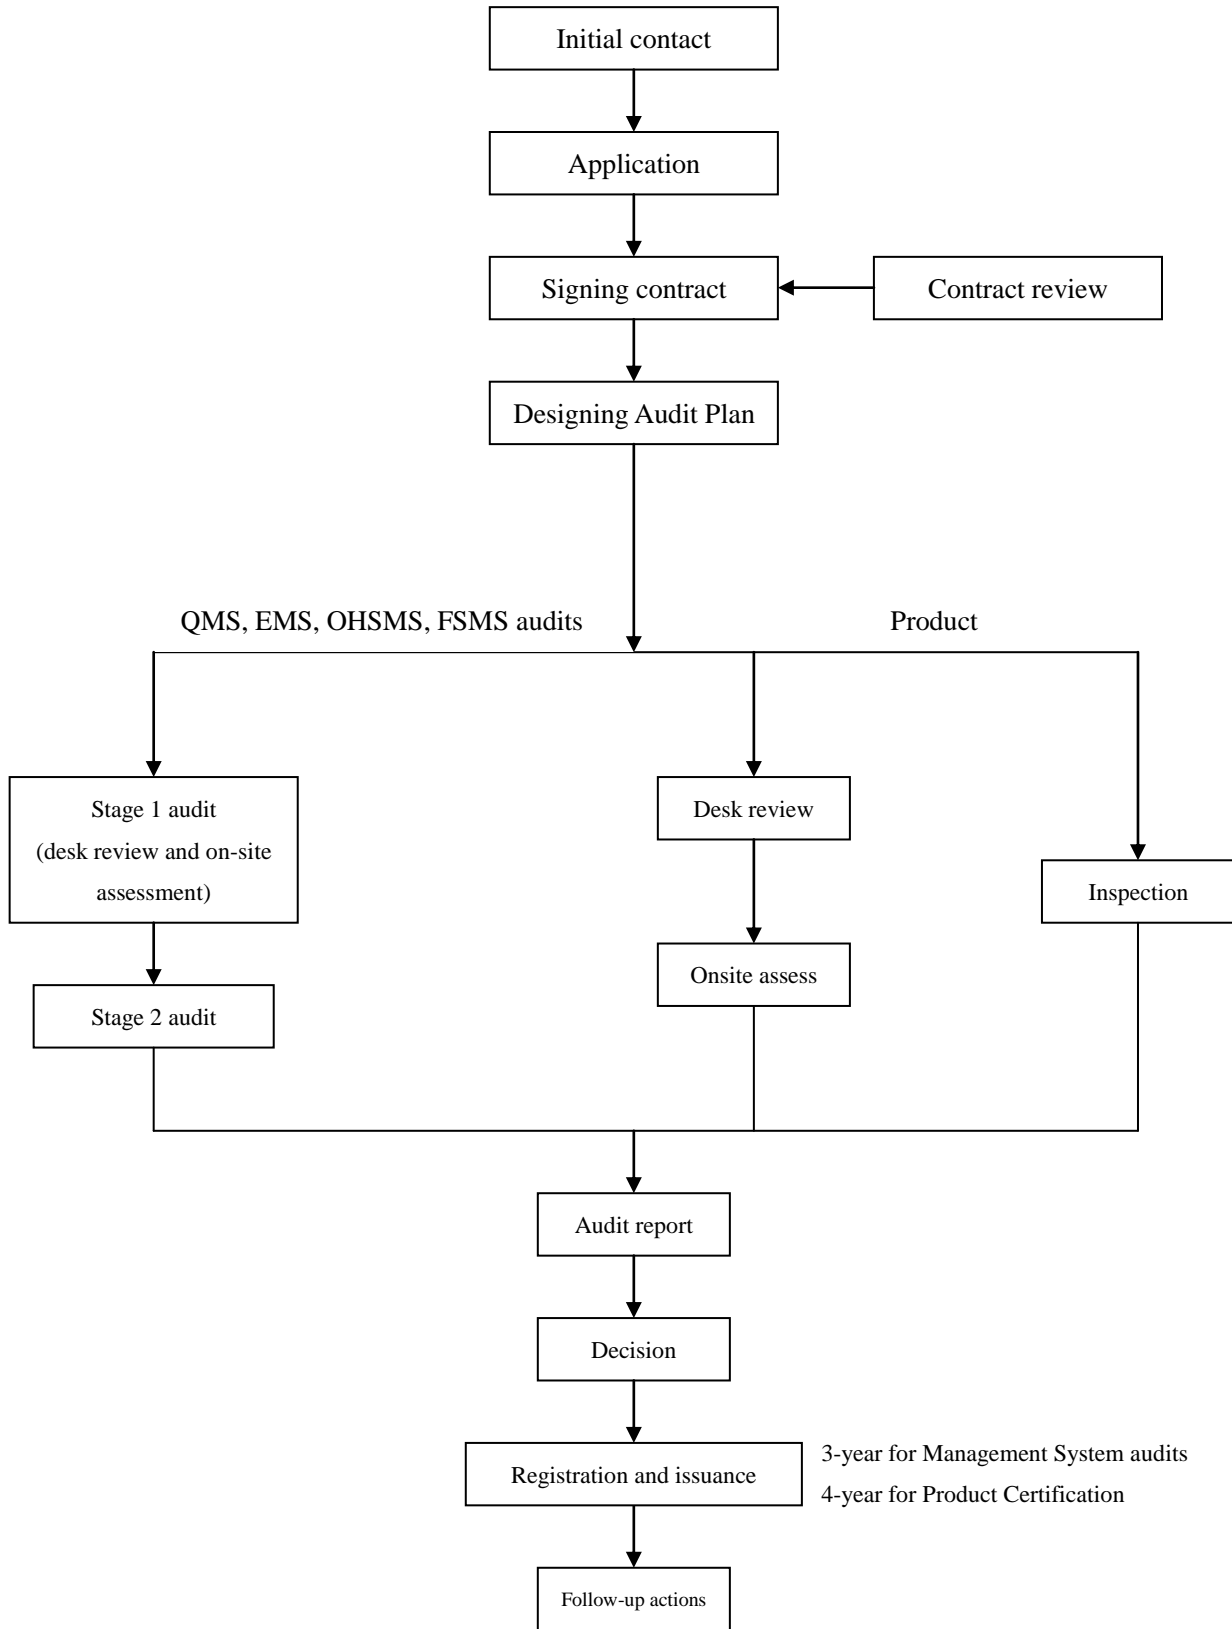 Initial contact
Application
Signing contract
Contract review
Designing Audit Plan
QMS, EMS, OHSMS, FSMS audits
Product
Stage 1 audit
(desk review and on-site
assessment)
Desk review
Inspection
Onsite assess
Stage 2 audit
Audit report
Decision
Registration and issuance
3-year for Management System audits
4-year for Product Certification
Follow-up actions